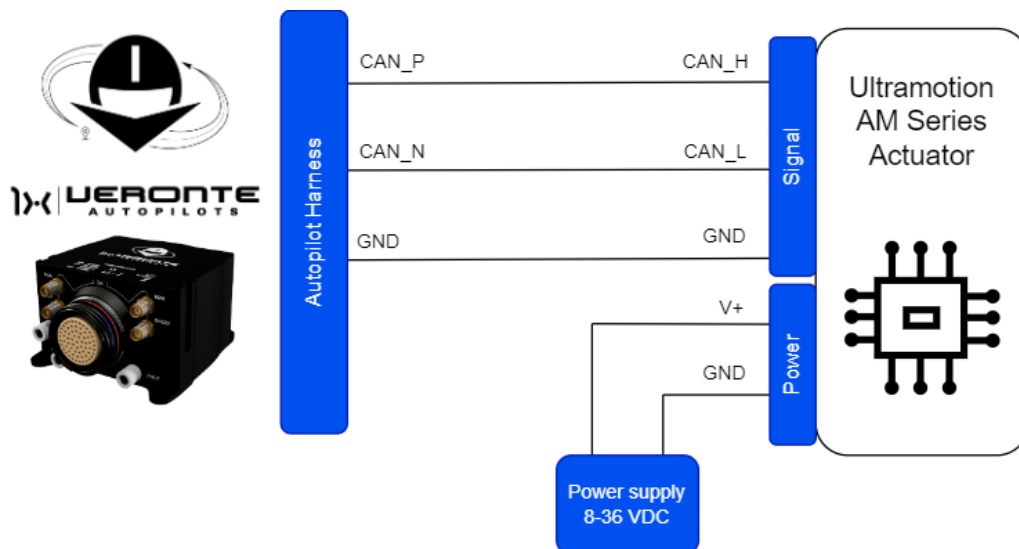 VERONTE
AUTOPILOTS
Autopilot Harness
CAN_P
CAN_N
GND
CAN_H
CAN_L
GND
Signal
V+
GND
Power
Ultramotion
AM Series
Actuator
Power supply
8-36 VDC